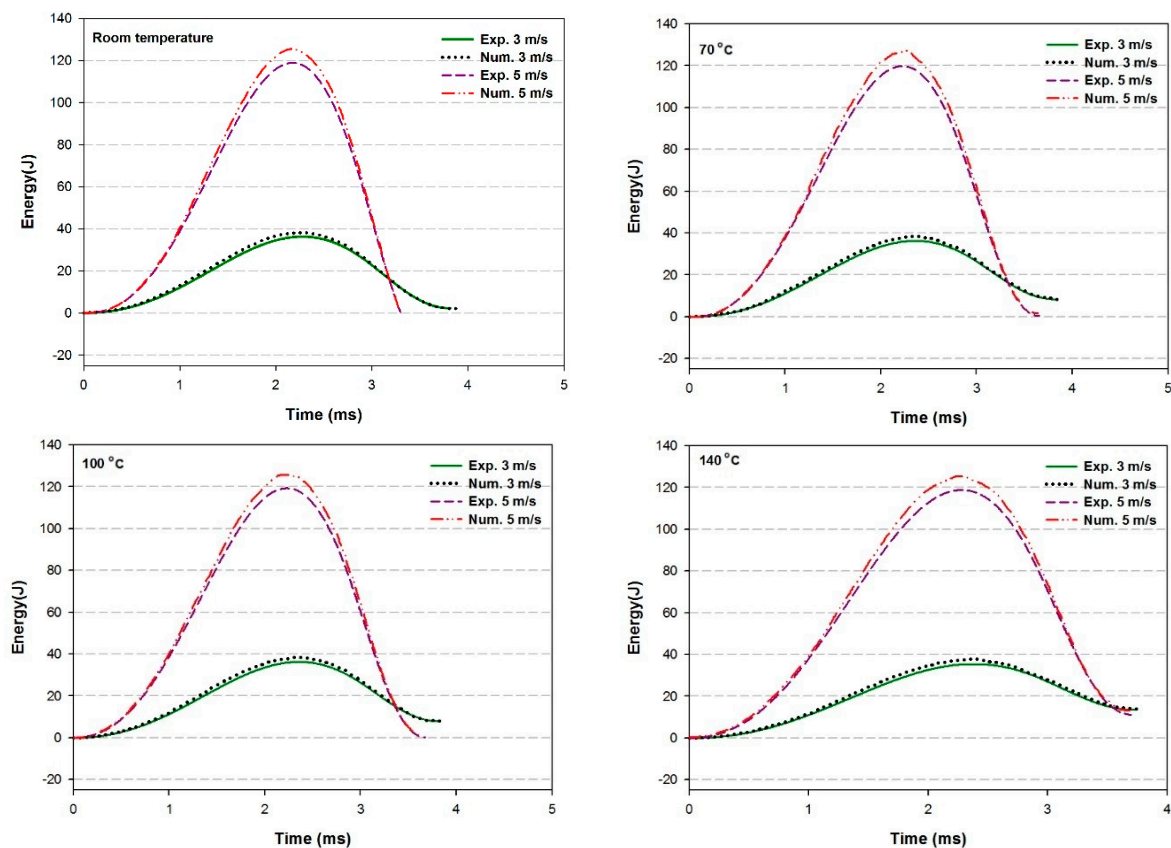 Room temperature
Exp. 3 m/s
Num. 3 m/s
Exp. 5 m/s
Num. 5 m/s
140
120
100
80
60
40
20
0
-20
Energy(J)
0 1 2 3 4 5
Time (ms)
70 °C
Exp. 3 m/s
Num. 3 m/s
Exp. 5 m/s
Num. 5 m/s
140
120
100
80
60
40
20
0
-20
Energy(J)
0 1 2 3 4 5
Time (ms)
100 °C
Exp. 3 m/s
Num. 3 m/s
Exp. 5 m/s
Num. 5 m/s
140
120
100
80
60
40
20
0
-20
Energy(J)
0 1 2 3 4 5
Time (ms)
140 °C
Exp. 3 m/s
Num. 3 m/s
Exp. 5 m/s
Num. 5 m/s
140
120
100
80
60
40
20
0
-20
Energy(J)
0 1 2 3 4
Time (ms)